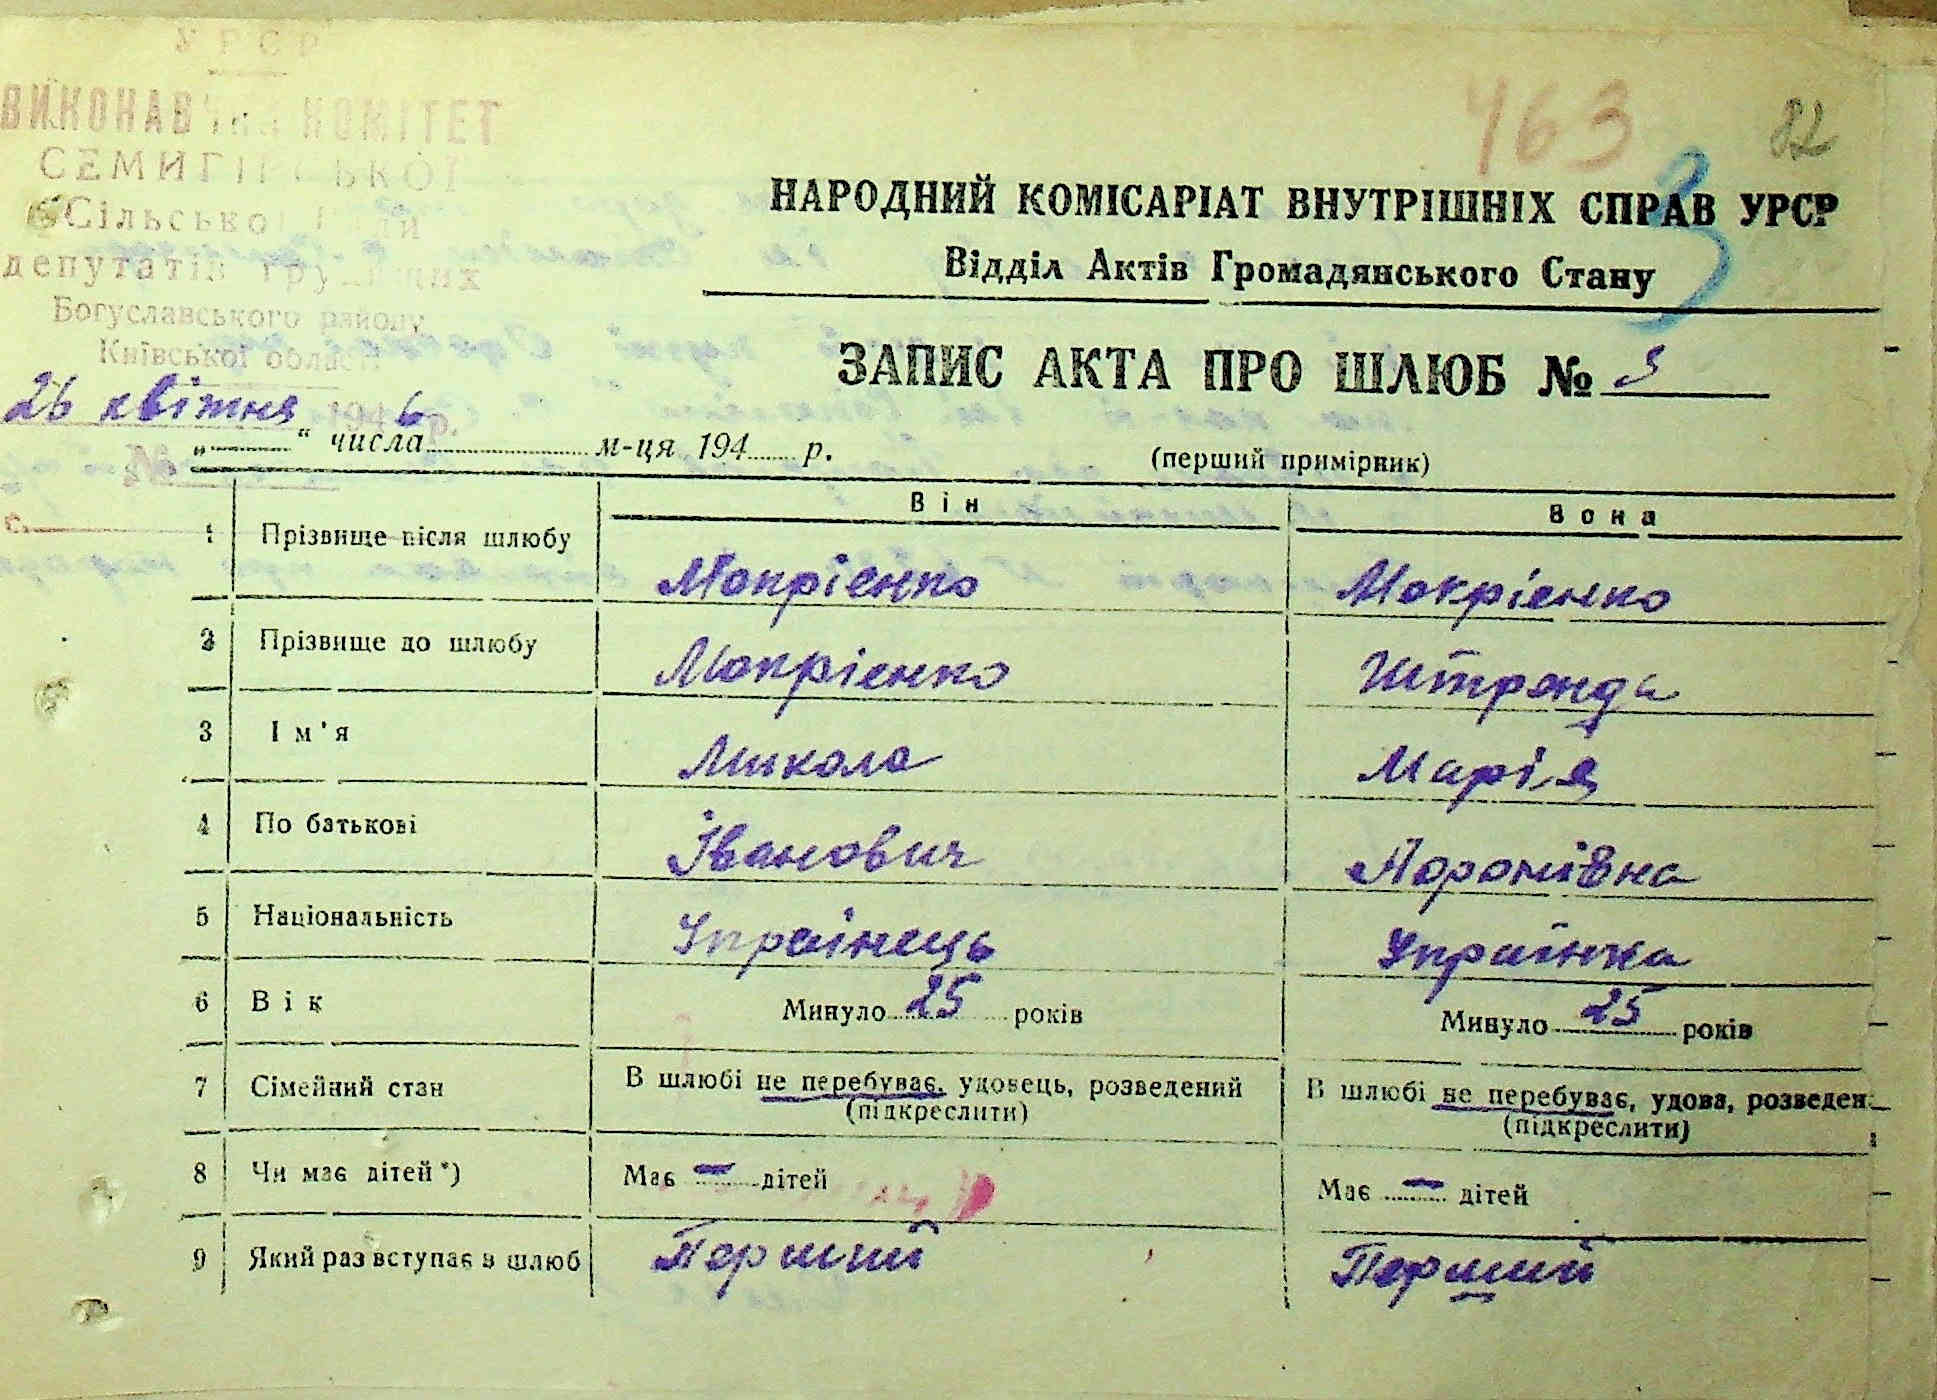 УРСР
ВИКОНАВЧИЙ КОМІТЕТ
СЕМИГІРСЬКОЇ
Сільської Ради
депутатів трудящих
Богуславського району
Київської області
26 квітня 1946 р.
№
с.
463
82
3
НАРОДНИЙ КОМІСАРІАТ ВНУТРІШНІХ СПРАВ УРСР
Відділ Актів Громадянського Стану
ЗАПИС АКТА ПРО ШЛЮБ № 3
„ “ числа м-ця 194 р.
(перший примірник)
Він Вона
1 Прізвище після шлюбу Мокрієнко Мокрієнко
2 Прізвище до шлюбу Мокрієнко Штронда
3 Ім'я Микола Марія
4 По батькові Іванович
5 Національність Українець Українка
6 Вік Минуло 25 років Минуло 25 років
7 Сімейний стан В шлюбі не перебуває, удовець, розведений В шлюбі не перебуває, удова, розведен
(підкреслити) (підкреслити)
8 Чи має дітей*) Має — дітей Має — дітей
9 Який раз вступає в шлюб Перший Перший